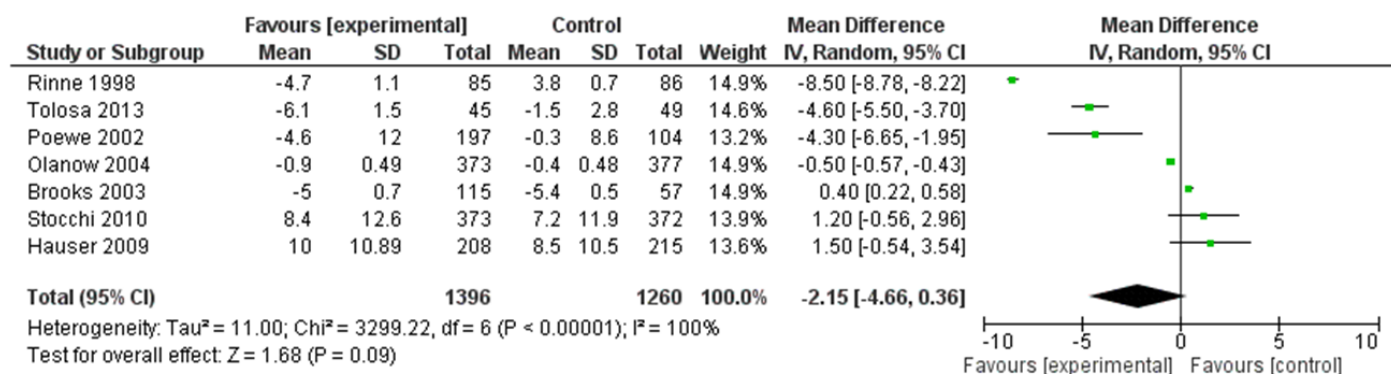 Favours [experimental] Control Mean Difference Mean Difference
Study or Subgroup Mean SD Total Mean SD Total Weight IV, Random, 95% CI IV, Random, 95% CI
Rinne 1998 -4.7 1.1 85 3.8 0.7 86 14.9% -8.50 [-8.78, -8.22]
Tolosa 2013 -6.1 1.5 45 -1.5 2.8 49 14.6% -4.60 [-5.50, -3.70]
Poewe 2002 -4.6 12 197 -0.3 8.6 104 13.2% -4.30 [-6.65, -1.95]
Olanow 2004 -0.9 0.49 373 -0.4 0.48 377 14.9% -0.50 [-0.57, -0.43]
Brooks 2003 -5 0.7 115 -5.4 0.5 57 14.9% 0.40 [0.22, 0.58]
Stocchi 2010 8.4 12.6 373 7.2 11.9 372 13.9% 1.20 [-0.56, 2.96]
Hauser 2009 10 10.89 208 8.5 10.5 215 13.6% 1.50 [-0.54, 3.54]
Total (95% CI) 1396 1260 100.0% -2.15 [-4.66, 0.36]
Heterogeneity: Tau² = 11.00; Chi² = 3299.22, df = 6 (P < 0.00001); I² = 100%
Test for overall effect: Z = 1.68 (P = 0.09)
-10 -5 0 5 10
Favours [experimental] Favours [control]